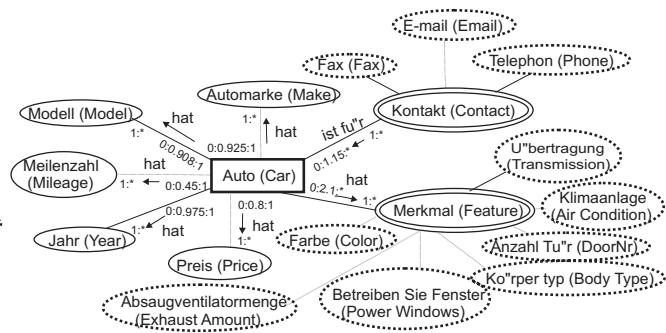 E-mail (Email)
Fax (Fax)
Telephon (Phone)
Kontakt (Contact)
Automarke (Make)
Modell (Model)
hat
1:*
hat
1:*
ist fu"r
1:*
0:0.908:1
0:0.925:1
0:1.15:*
Meilenzahl
(Mileage)
hat
1:*
0:0.45:1
Auto (Car)
0:2.1:*
hat
1:*
Merkmal (Feature)
U"bertragung
(Transmission)
Klimaanlage
(Air Condition)
0:0.975:1
1:*
hat
Jahr (Year)
0:0.8:1
hat
1:*
Preis (Price)
Farbe (Color)
Anzahl Tu"r (DoorNr)
Ko"rper typ (Body Type)
Absaugventilatormenge
(Exhaust Amount)
Betreiben Sie Fenster
(Power Windows)